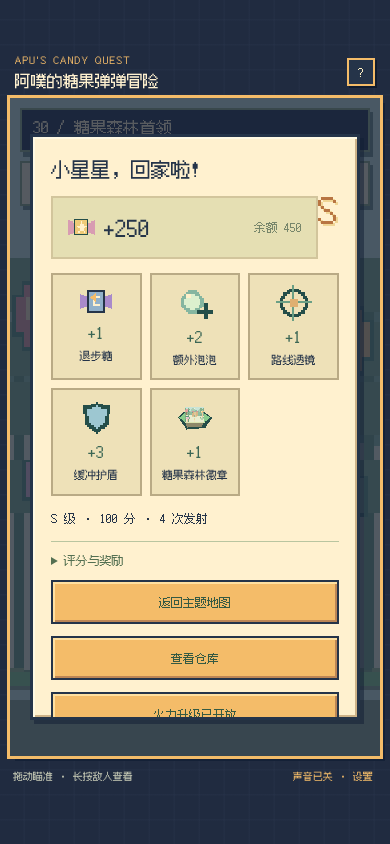 APU'S CANDY QUEST
阿噗的糖果弹弹冒险
?
30 / 糖果森林首领
小星星，回家啦！
+250
余额 450
S
+1
退步糖
+2
额外泡泡
+1
路线透镜
+3
缓冲护盾
+1
糖果森林徽章
S 级 · 100 分 · 4 次发射
▶ 评分与奖励
返回主题地图
查看仓库
火力升级已开放
拖动瞄准 · 长按敌人查看
声音已关 · 设置